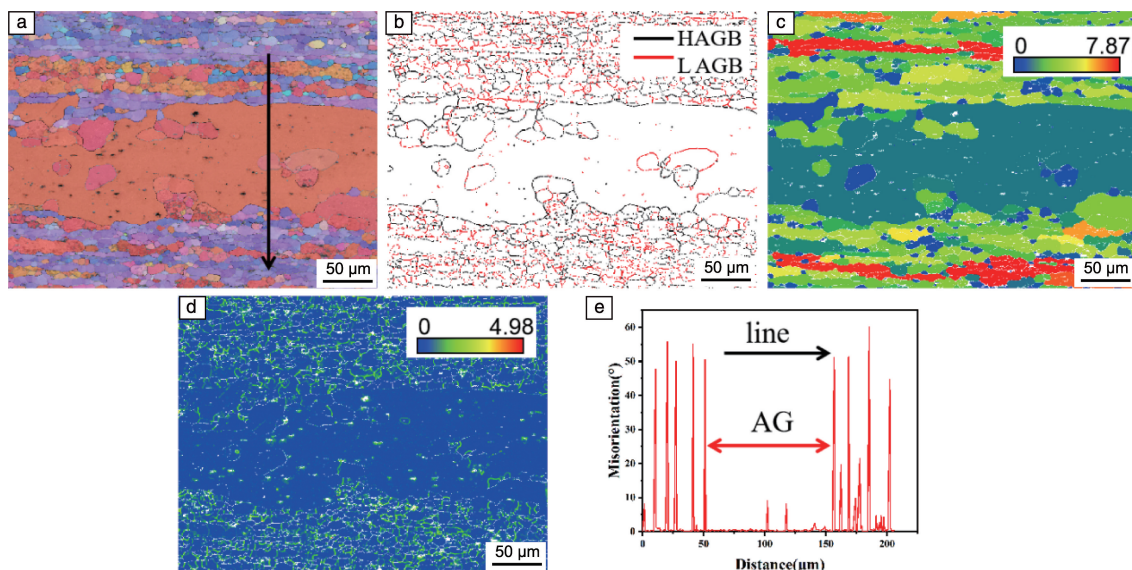 a
50 μm
b
HAGB
LAGB
50 μm
c
0 7.87
50 μm
d
0 4.98
50 μm
e
line
AG
Misorientation(°)
60
50
40
30
20
10
0
0 50 100 150 200
Distance(μm)